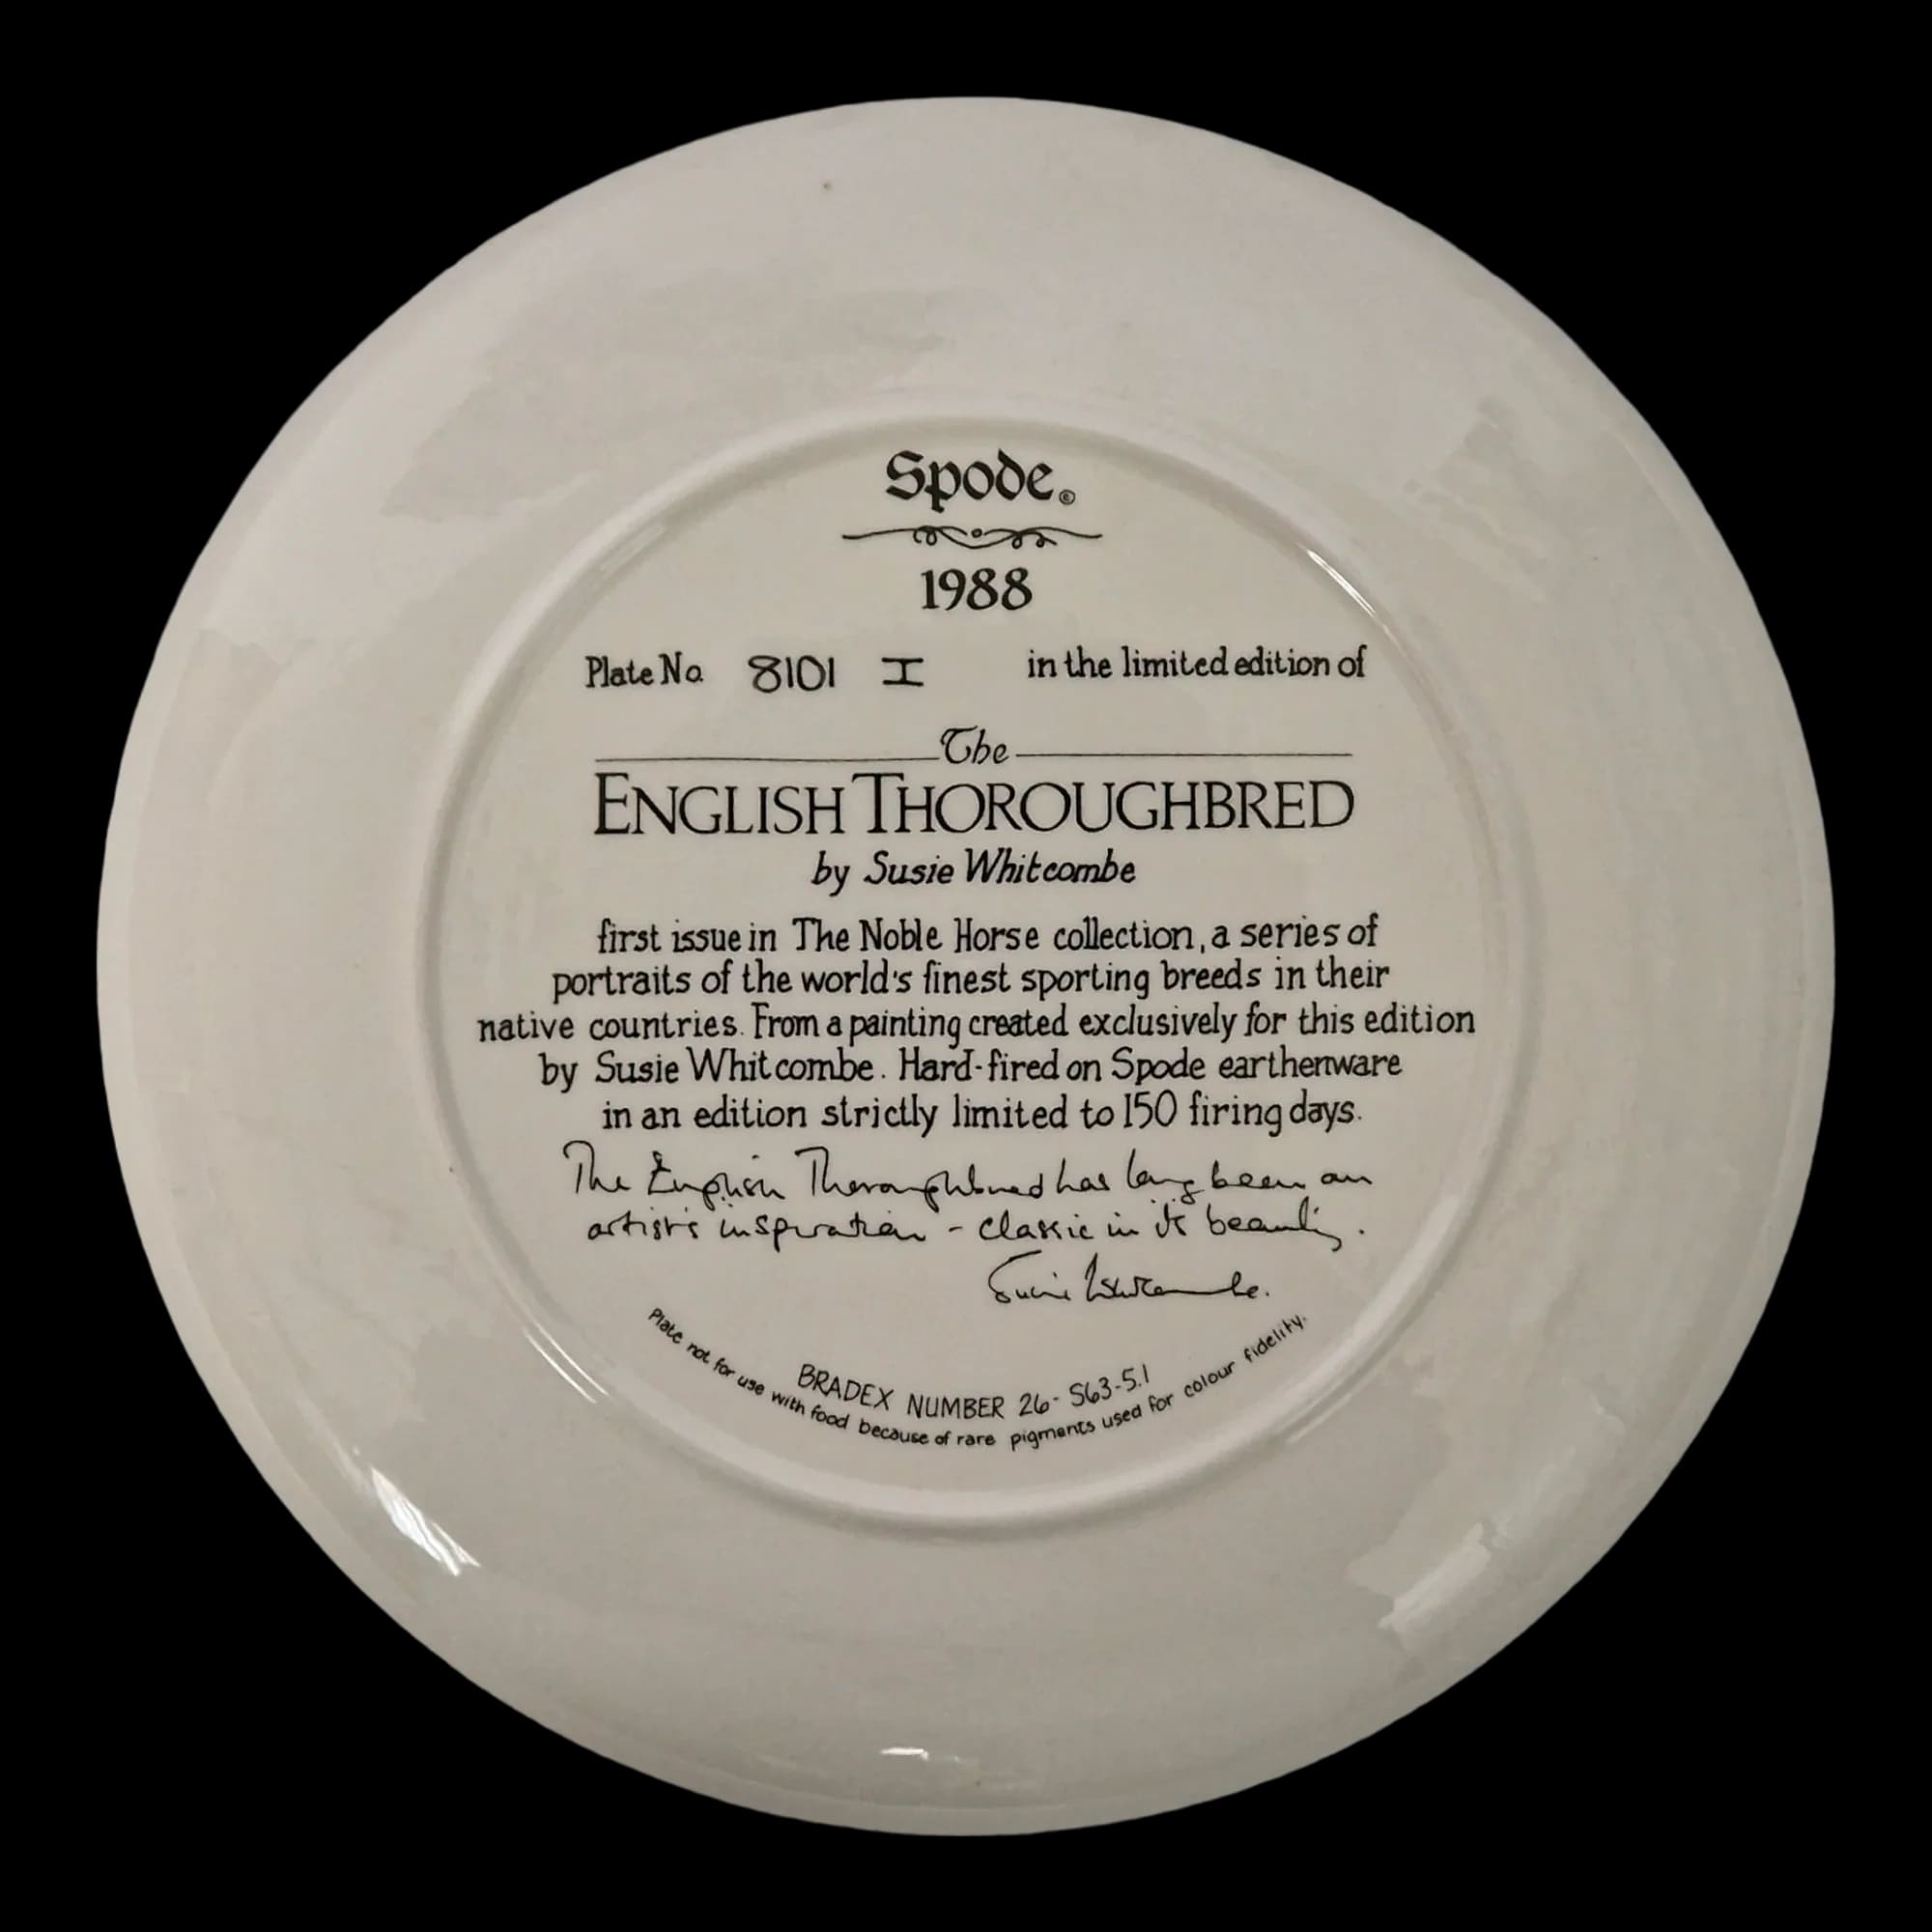 Spode.®
1988
Plate No. 8101 I in the limited edition of
The
ENGLISH THOROUGHBRED
by Susie Whitcombe
first issue in The Noble Horse collection, a series of
portraits of the world's finest sporting breeds in their
native countries. From a painting created exclusively for this edition
by Susie Whitcombe. Hard-fired on Spode earthenware
in an edition strictly limited to 150 firing days.
The English Thoroughbred has long been an
artist's inspiration - classic in its beauty.
Susie Whitcombe.
BRADEX NUMBER 26-S63-5.1
Plate not for use with food because of rare pigments used for colour fidelity.